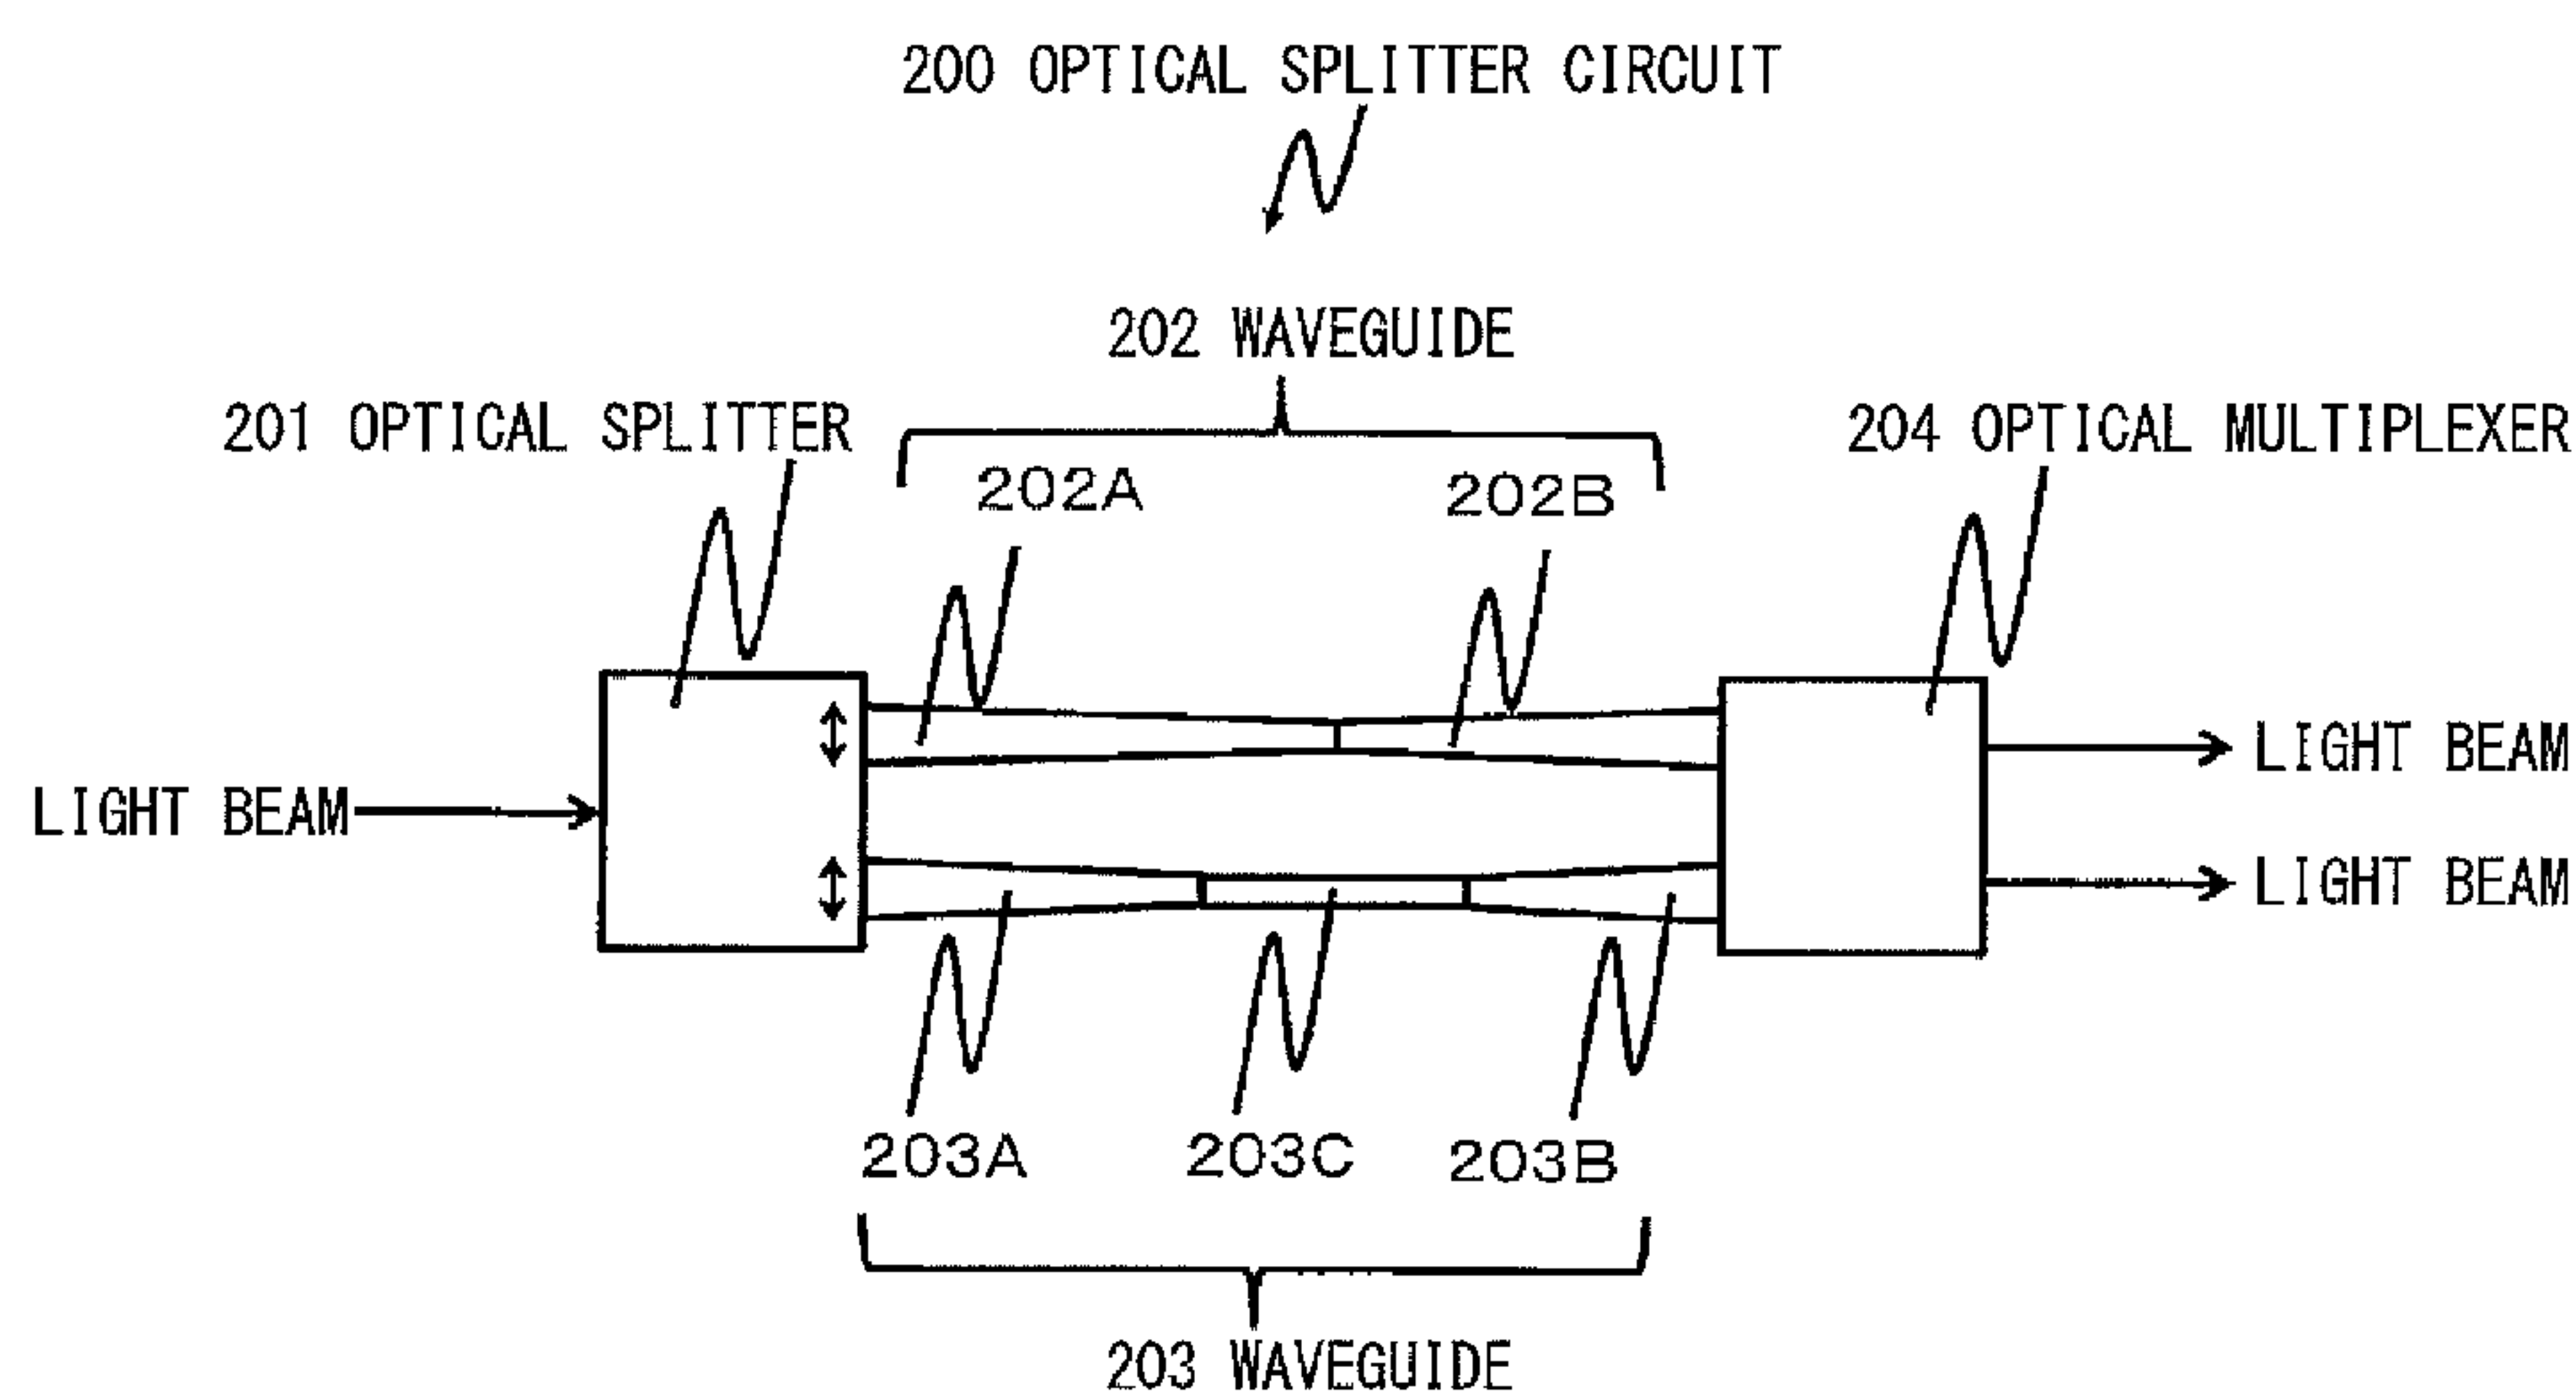 200 OPTICAL SPLITTER CIRCUIT
202 WAVEGUIDE
201 OPTICAL SPLITTER
204 OPTICAL MULTIPLEXER
202A
202B
LIGHT BEAM
LIGHT BEAM
LIGHT BEAM
203A
203C
203B
203 WAVEGUIDE